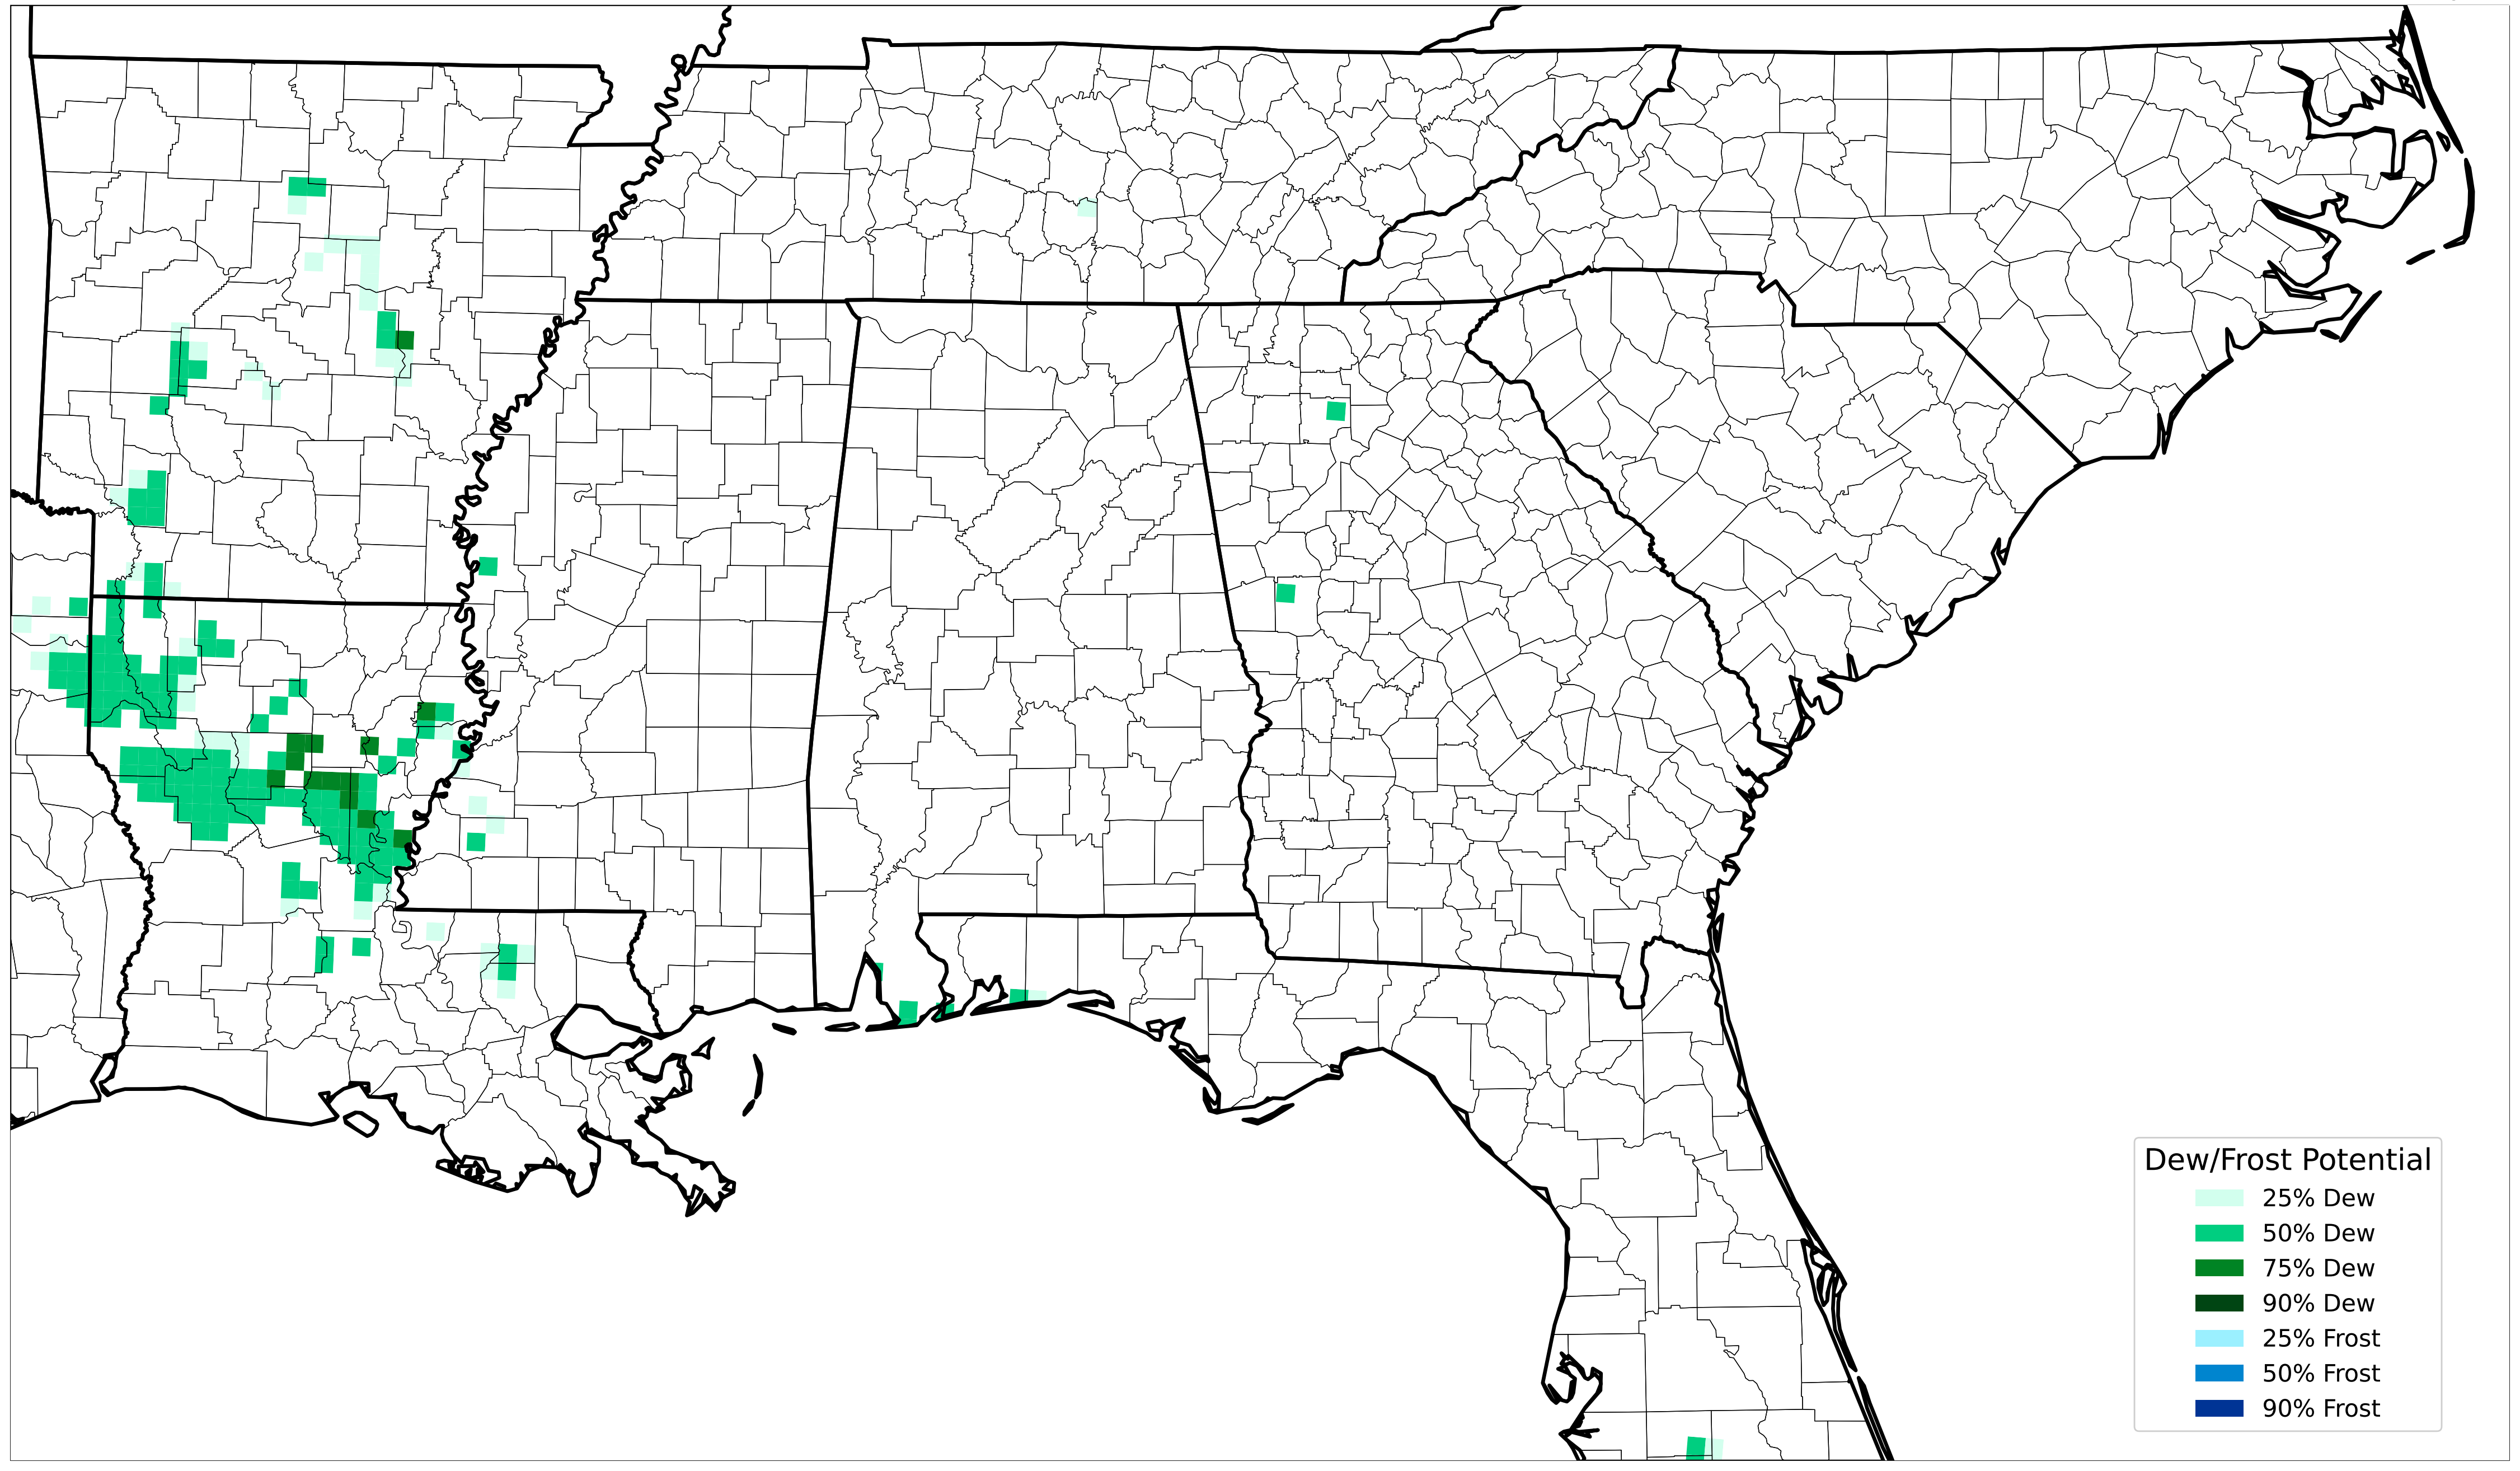 Dew/Frost Potential
25% Dew
50% Dew
75% Dew
90% Dew
25% Frost
50% Frost
90% Frost